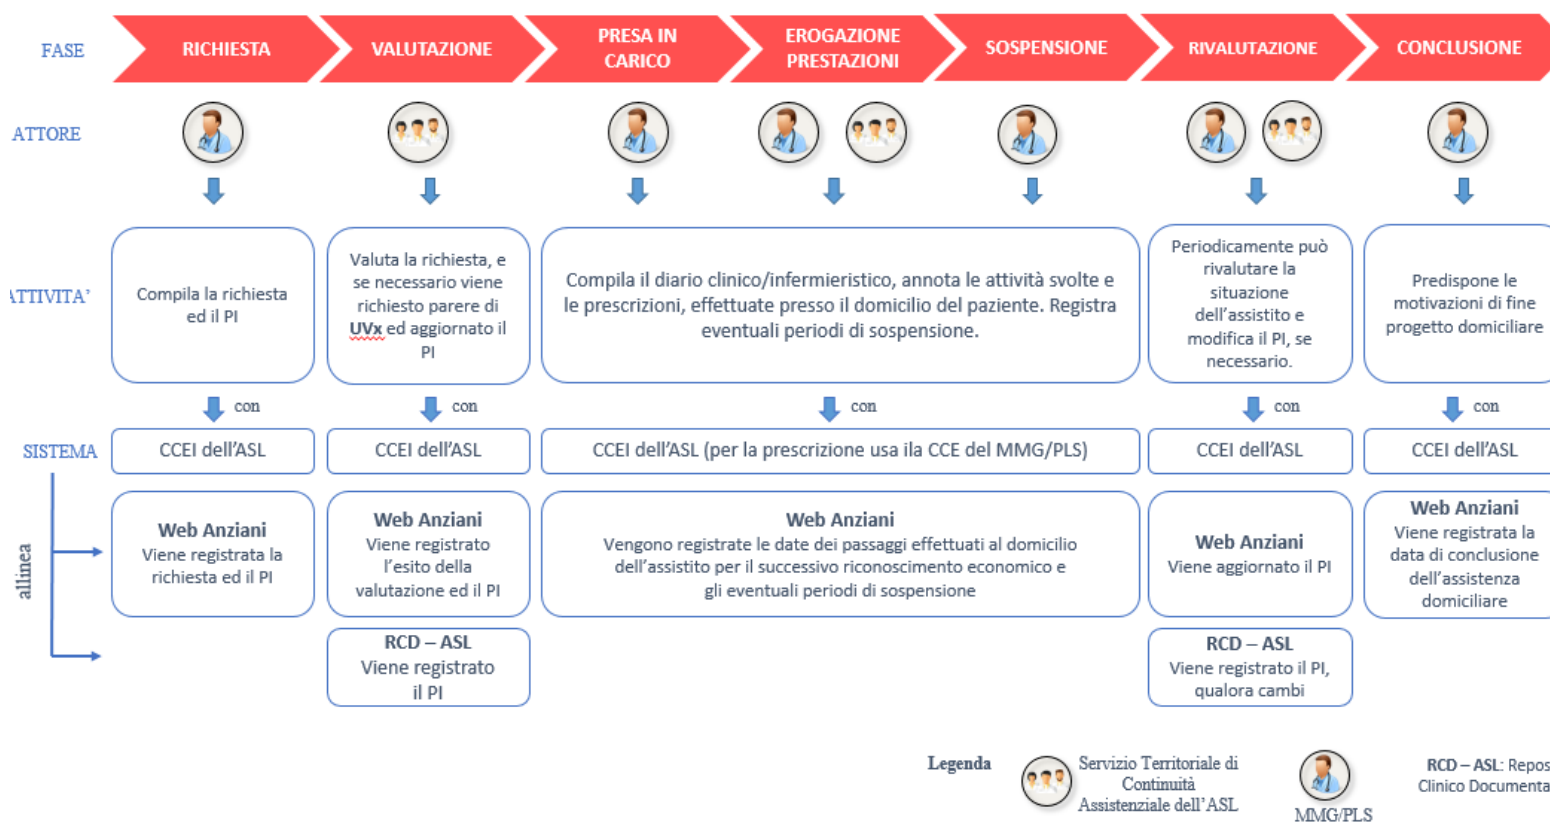 FASE
RICHIESTA
VALUTAZIONE
PRESA IN
CARICO
EROGAZIONE
PRESTAZIONI
SOSPENSIONE
RIVALUTAZIONE
CONCLUSIONE
ATTORE
ATTIVITA'
Compila la richiesta
ed il PI
Valuta la richiesta, e
se necessario viene
richiesto parere di
UVx ed aggiornato il
PI
Compila il diario clinico/infermieristico, annota le attività svolte e
le prescrizioni, effettuate presso il domicilio del paziente. Registra
eventuali periodi di sospensione.
Periodicamente può
rivalutare la
situazione
dell'assistito e
modifica il PI, se
necessario.
Predispone le
motivazioni di fine
progetto domiciliare
con
con
con
con
con
SISTEMA
CCEI dell'ASL
CCEI dell'ASL
CCEI dell'ASL (per la prescrizione usa ila CCE del MMG/PLS)
CCEI dell'ASL
CCEI dell'ASL
allinea
Web Anziani
Viene registrata la
richiesta ed il PI
Web Anziani
Viene registrato
l'esito della
valutazione ed il PI
Web Anziani
Vengono registrate le date dei passaggi effettuati al domicilio
dell'assistito per il successivo riconoscimento economico e
gli eventuali periodi di sospensione
Web Anziani
Viene aggiornato il PI
Web Anziani
Viene registrata la
data di conclusione
dell'assistenza
domiciliare
RCD – ASL
Viene registrato
il PI
RCD – ASL
Viene registrato il PI,
qualora cambi
Legenda
Servizio Territoriale di
Continuità
Assistenziale dell'ASL
MMG/PLS
RCD – ASL: Repos
Clinico Documenta